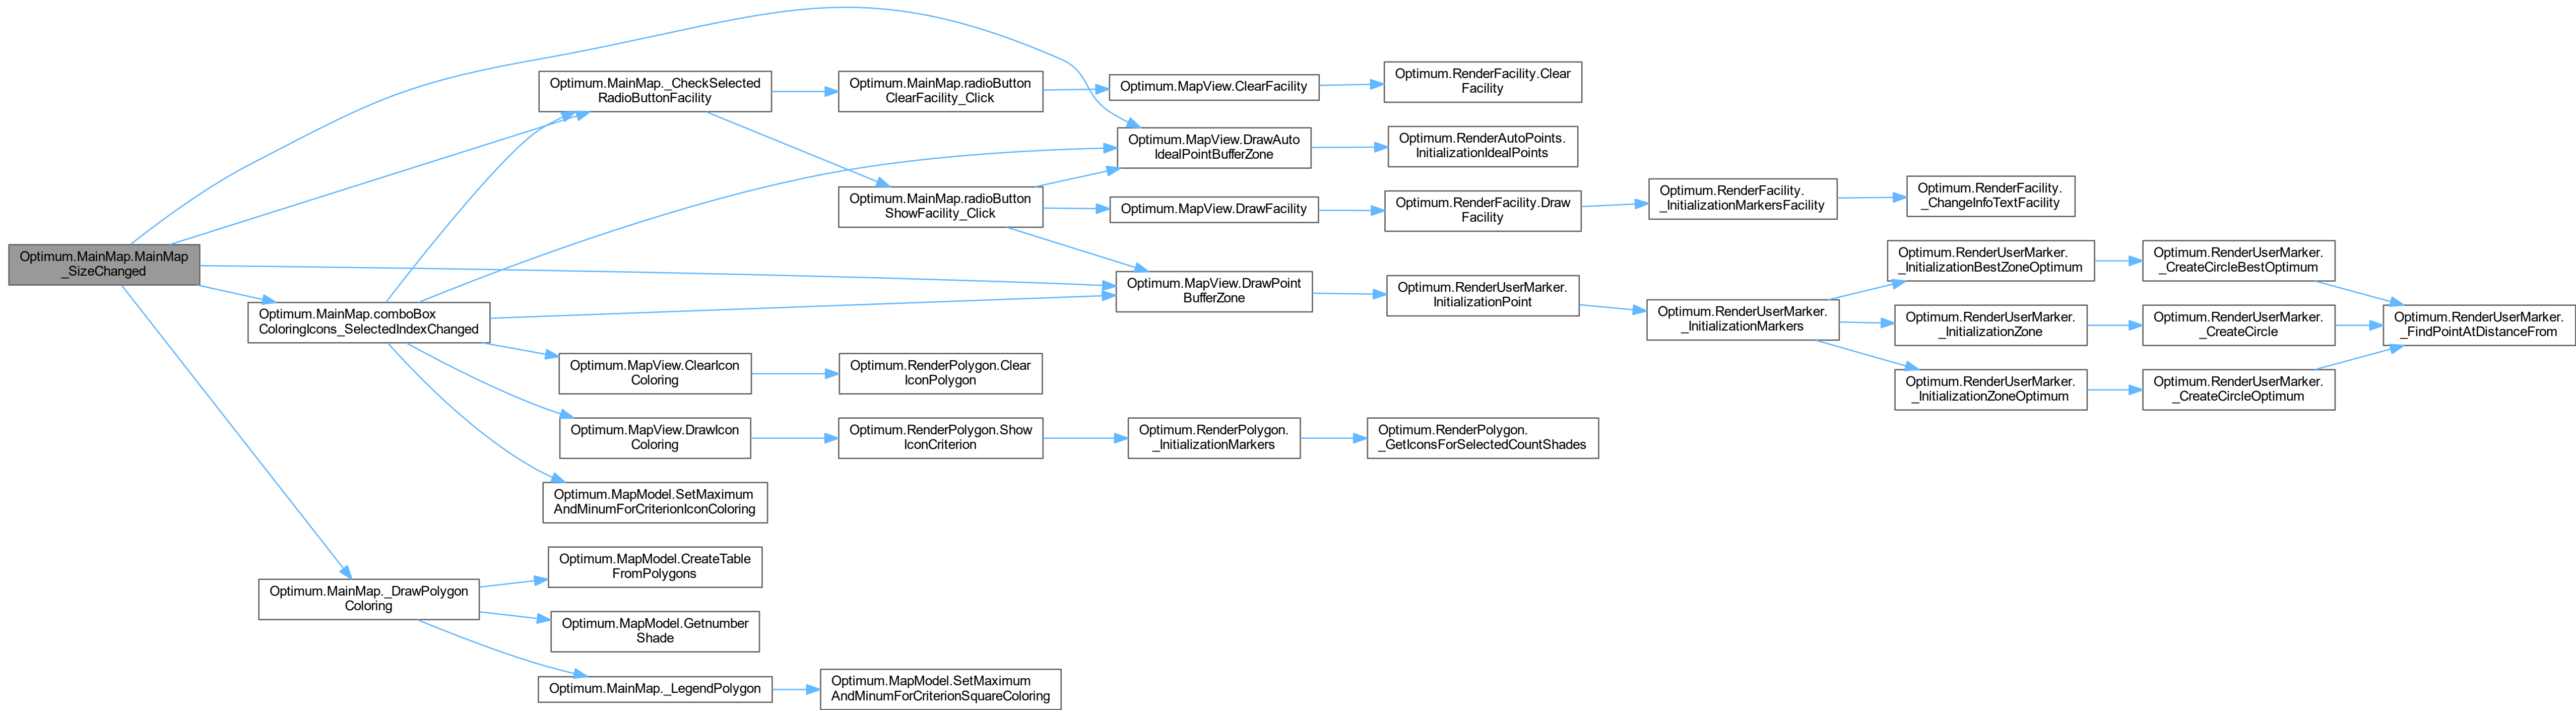 Optimum.MainMap.MainMap
_SizeChanged
Optimum.MainMap._CheckSelected
RadioButtonFacility
Optimum.MainMap.radioButton
ClearFacility_Click
Optimum.MapView.ClearFacility
Optimum.RenderFacility.Clear
Facility
Optimum.MapView.DrawAuto
IdealPointBufferZone
Optimum.RenderAutoPoints.
InitializationIdealPoints
Optimum.MainMap.radioButton
ShowFacility_Click
Optimum.MapView.DrawFacility
Optimum.RenderFacility.Draw
Facility
Optimum.RenderFacility.
_InitializationMarkersFacility
Optimum.RenderFacility.
_ChangeInfoTextFacility
Optimum.MapView.DrawPoint
BufferZone
Optimum.RenderUserMarker.
InitializationPoint
Optimum.RenderUserMarker.
_InitializationMarkers
Optimum.RenderUserMarker.
_InitializationBestZoneOptimum
Optimum.RenderUserMarker.
_CreateCircleBestOptimum
Optimum.RenderUserMarker.
_InitializationZone
Optimum.RenderUserMarker.
_CreateCircle
Optimum.RenderUserMarker.
_FindPointAtDistanceFrom
Optimum.RenderUserMarker.
_InitializationZoneOptimum
Optimum.RenderUserMarker.
_CreateCircleOptimum
Optimum.MainMap.comboBox
ColoringIcons_SelectedIndexChanged
Optimum.MapView.ClearIcon
Coloring
Optimum.RenderPolygon.Clear
IconPolygon
Optimum.MapView.DrawIcon
Coloring
Optimum.RenderPolygon.Show
IconCriterion
Optimum.RenderPolygon.
_InitializationMarkers
Optimum.RenderPolygon.
_GetIconsForSelectedCountShades
Optimum.MapModel.SetMaximum
AndMinumForCriterionIconColoring
Optimum.MainMap._DrawPolygon
Coloring
Optimum.MapModel.CreateTable
FromPolygons
Optimum.MapModel.Getnumber
Shade
Optimum.MainMap._LegendPolygon
Optimum.MapModel.SetMaximum
AndMinumForCriterionSquareColoring